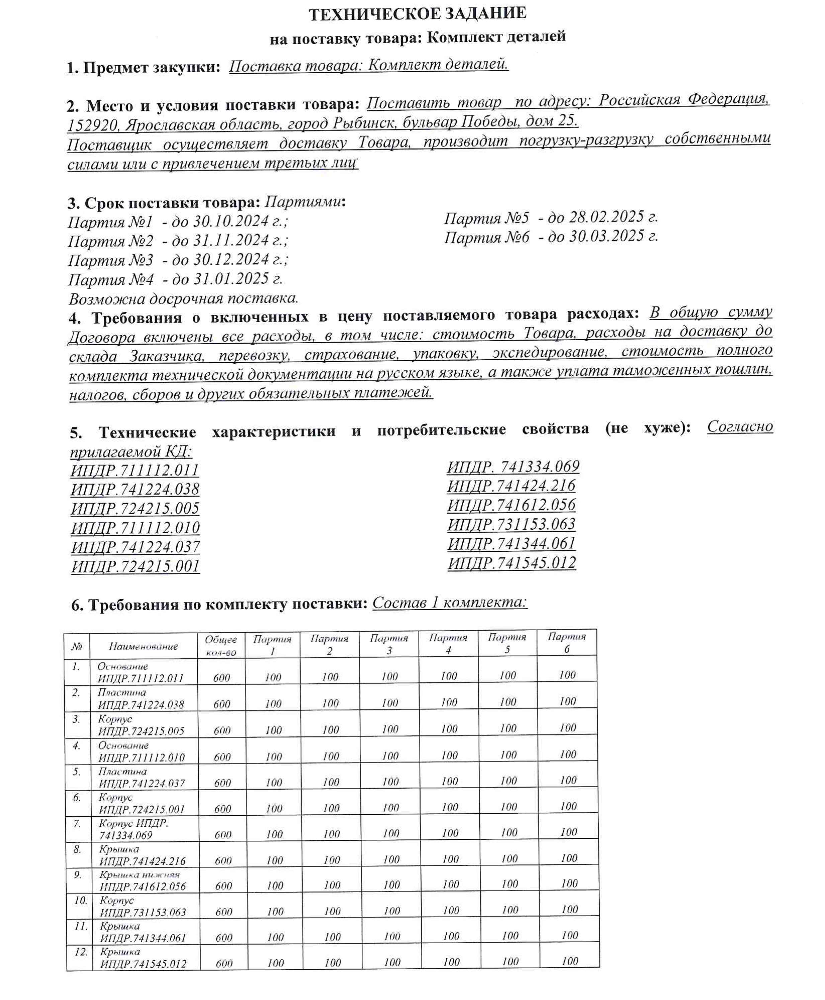 ТЕХНИЧЕСКОЕ ЗАДАНИЕ
на поставку товара: Комплект деталей
1. Предмет закупки: Поставка товара: Комплект деталей.
2. Место и условия поставки товара: Поставить товар по адресу: Российская Федерация,
152920, Ярославская область, город Рыбинск, бульвар Победы, дом 25.
Поставщик осуществляет доставку Товара, производит погрузку-разгрузку собственными
силами или с привлечением третьих лиц
3. Срок поставки товара: Партиями:
Партия №1 - до 30.10.2024 г.;
Партия №2 - до 31.11.2024 г.;
Партия №3 - до 30.12.2024 г.;
Партия №4 - до 31.01.2025 г.
Партия №5 - до 28.02.2025 г.
Партия №6 - до 30.03.2025 г.
Возможна досрочная поставка.
4. Требования о включенных в цену поставляемого товара расходах: В общую сумму
Договора включены все расходы, в том числе: стоимость Товара, расходы на доставку до
склада Заказчика, перевозку, страхование, упаковку, экспедирование, стоимость полного
комплекта технической документации на русском языке, а также уплата таможенных пошлин,
налогов, сборов и других обязательных платежей.
5. Технические характеристики и потребительские свойства (не хуже): Согласно
прилагаемой КД:
ИПДР.711112.011
ИПДР.741224.038
ИПДР.724215.005
ИПДР.711112.010
ИПДР.741224.037
ИПДР.724215.001
ИПДР. 741334.069
ИПДР.741424.216
ИПДР.741612.056
ИПДР.731153.063
ИПДР.741344.061
ИПДР.741545.012
6. Требования по комплекту поставки: Состав 1 комплекта:
№ Наименование Общее кол-во Партия 1 Партия 2 Партия 3 Партия 4 Партия 5 Партия 6
1. Основание
ИПДР.711112.011 600 100 100 100 100 100 100
2. Пластина
ИПДР.741224.038 600 100 100 100 100 100 100
3. Корпус
ИПДР.724215.005 600 100 100 100 100 100 100
4. Основание
ИПДР.711112.010 600 100 100 100 100 100 100
5. Пластина
ИПДР.741224.037 600 100 100 100 100 100 100
6. Корпус
ИПДР.724215.001 600 100 100 100 100 100 100
7. Корпус ИПДР.
741334.069 600 100 100 100 100 100 100
8. Крышка
ИПДР.741424.216 600 100 100 100 100 100 100
9. Крышка нижняя
ИПДР.741612.056 600 100 100 100 100 100 100
10. Корпус
ИПДР.731153.063 600 100 100 100 100 100 100
11. Крышка
ИПДР.741344.061 600 100 100 100 100 100 100
12. Крышка
ИПДР.741545.012 600 100 100 100 100 100 100